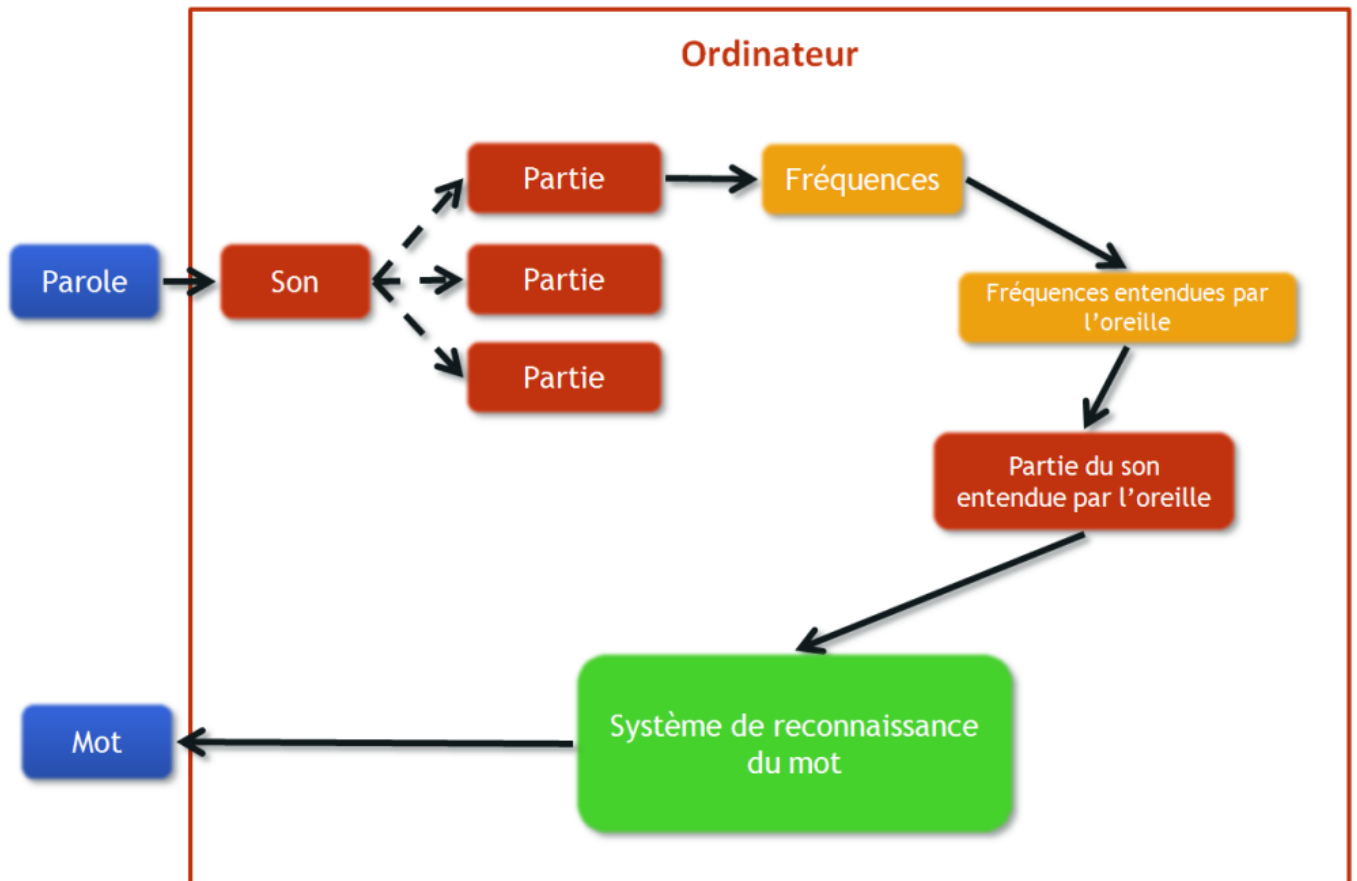 Ordinateur
Partie
Fréquences
Parole
Son
Partie
Fréquences entendues par
l’oreille
Partie
Partie du son
entendue par l’oreille
Système de reconnaissance
du mot
Mot